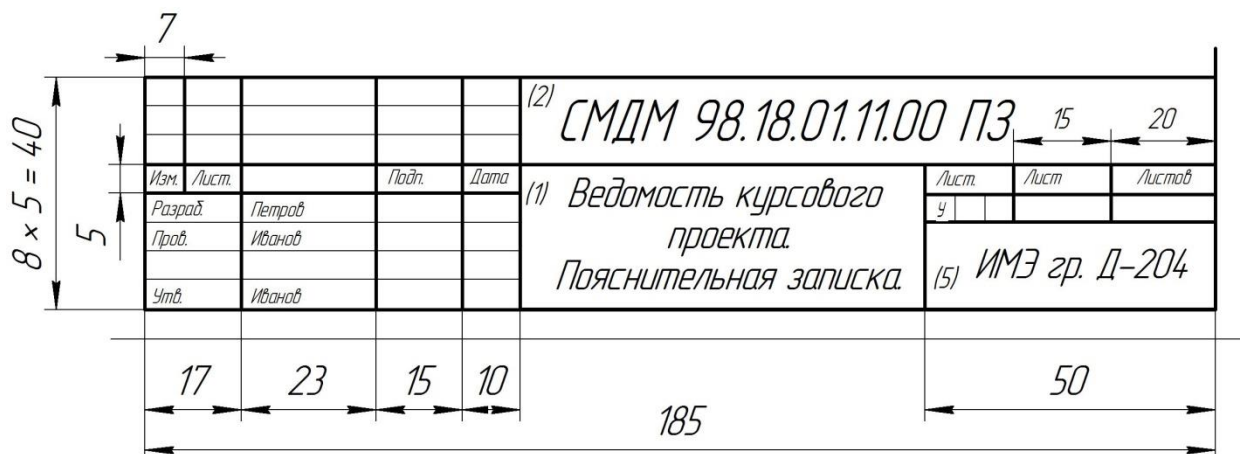 7
(2) СМДМ 98.18.01.11.00 ПЗ
15 20
8 × 5 = 40
5
Изм. Лист. Подп. Дата
Разраб. Петров
Пров. Иванов
Утв. Иванов
(1) Ведомость курсового
проекта.
Пояснительная записка.
Лист. Лист Листов
У
(5) ИМЭ гр. Д-204
17 23 15 10 50
185